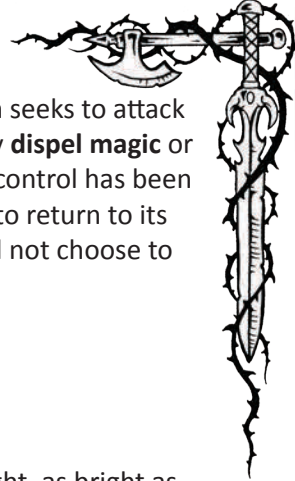 seeks to attack
dispel magic or
control has been
to return to its
not choose to
as bright as